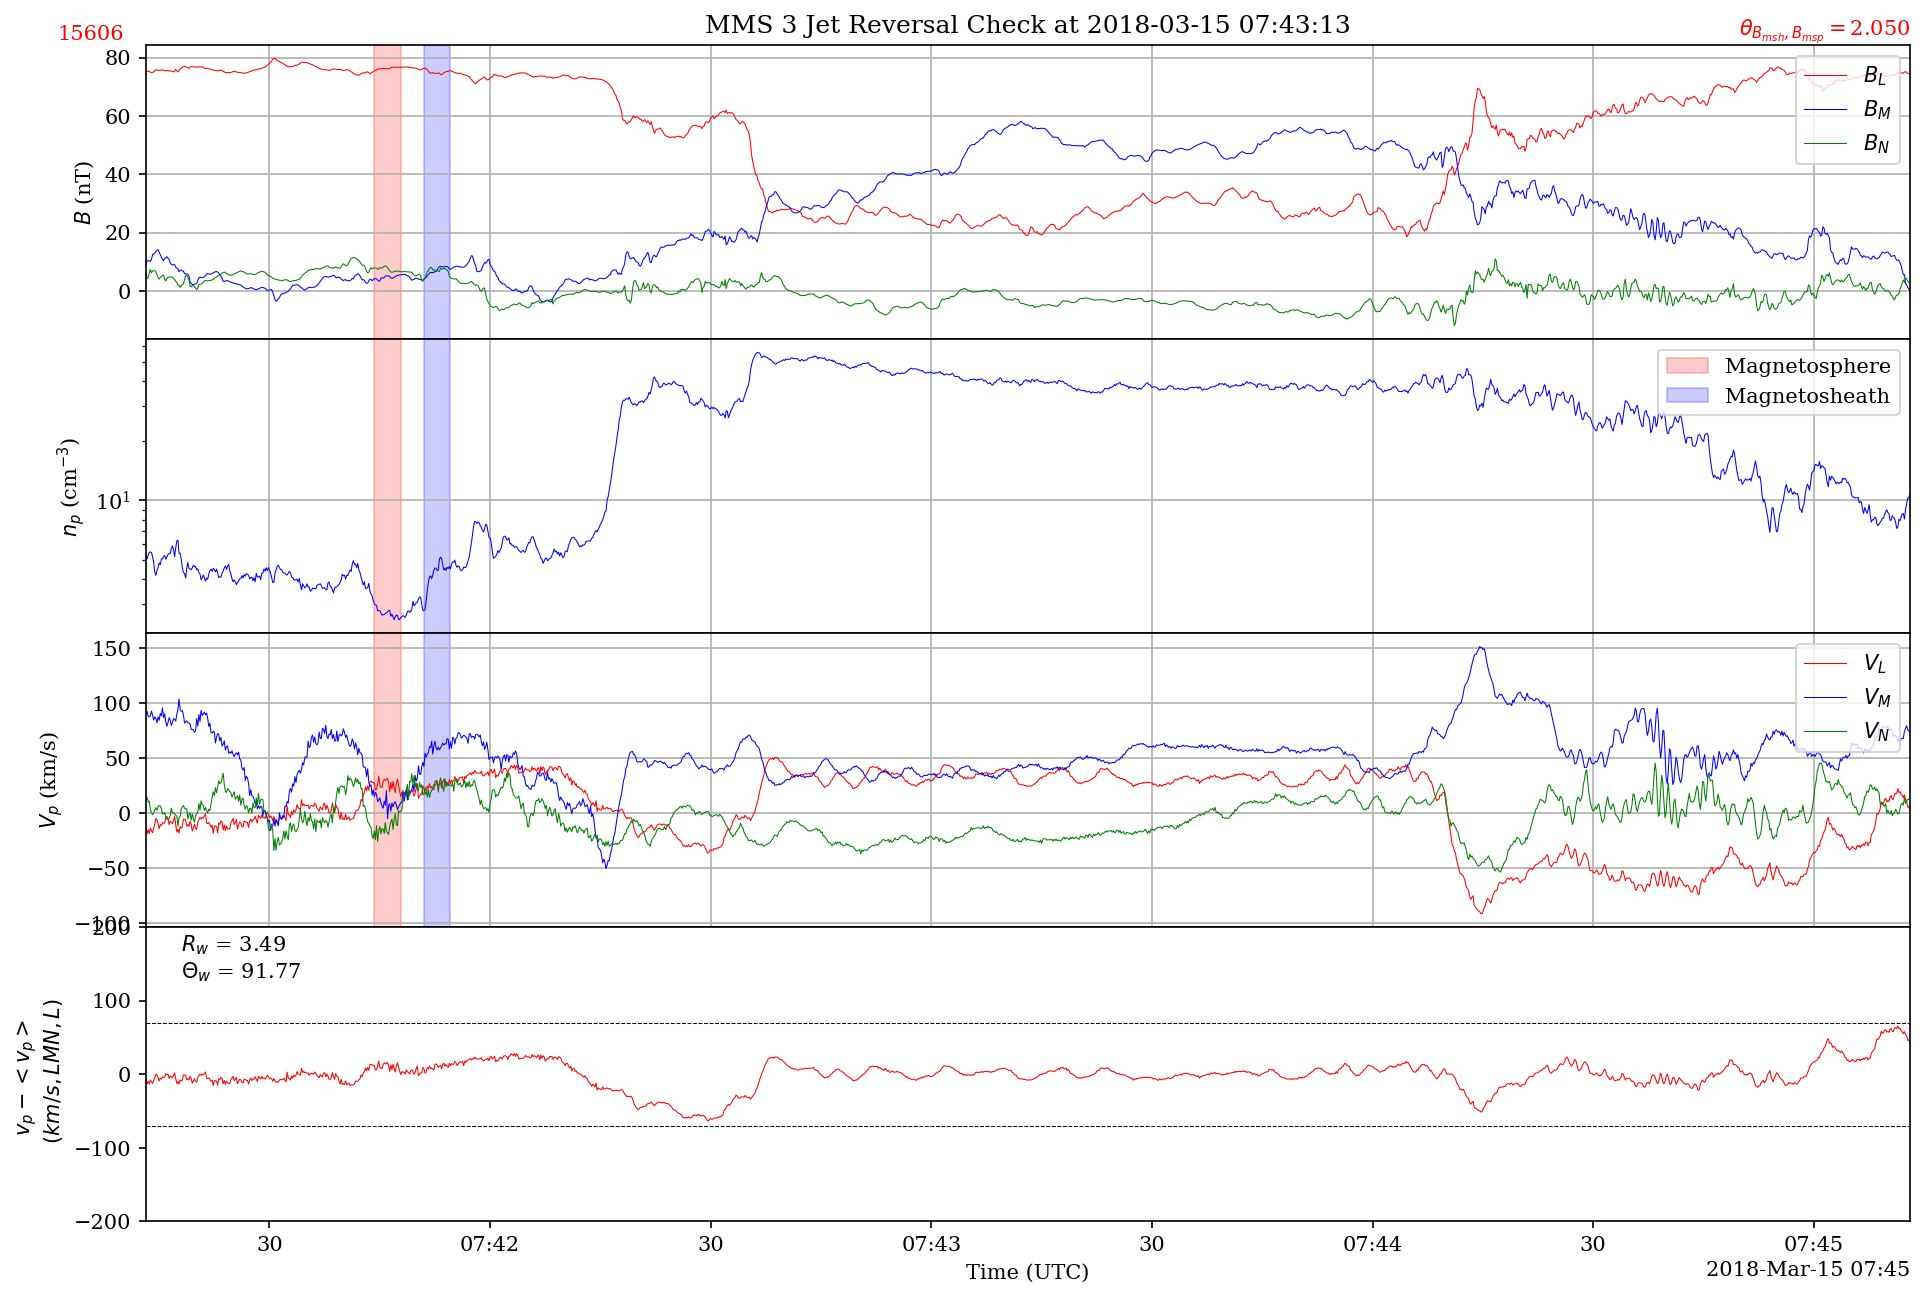 15606
MMS 3 Jet Reversal Check at 2018-03-15 07:43:13
θ_{B_{msh}, B_{msp}} = 2.050
80
60
40
20
0
B (nT)
B_L
B_M
B_N
10^1
n_p (cm^{-3})
Magnetosphere
Magnetosheath
150
100
50
0
−50
−100
V_p (km/s)
V_L
V_M
V_N
200
100
0
−100
−200
v_p − < v_p >
(km/s, LMN, L)
R_w = 3.49
Θ_w = 91.77
30 07:42 30 07:43 30 07:44 30 07:45
Time (UTC)
2018-Mar-15 07:45